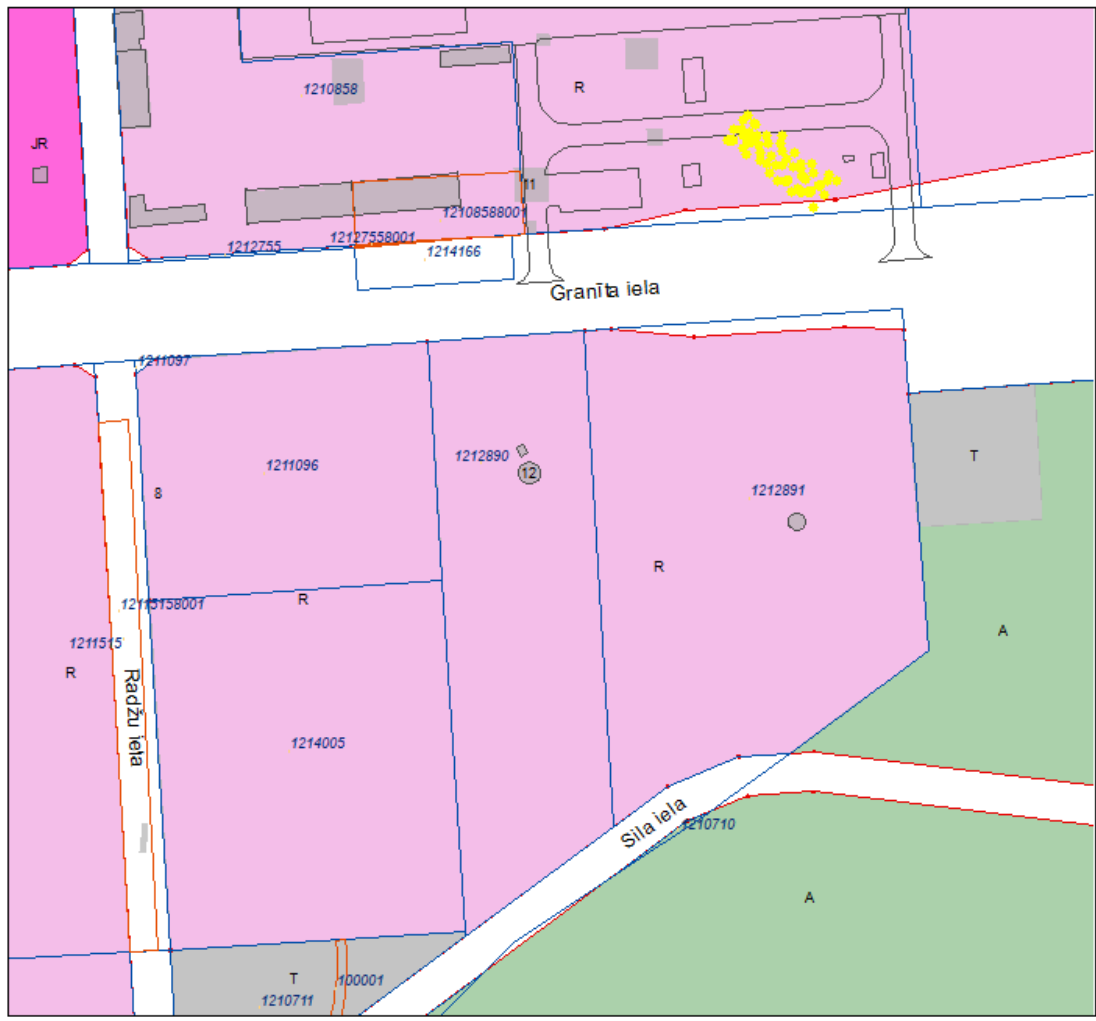 1210858
R
JR
11
12108588001
12127558001
1212755
1214166
Granīta iela
1211097
1211096
1212890
12
8
1212891
T
R
R
12115158001
1211515
R
A
Radžu iela
1214005
Sila iela
1210710
A
T
100001
1210711